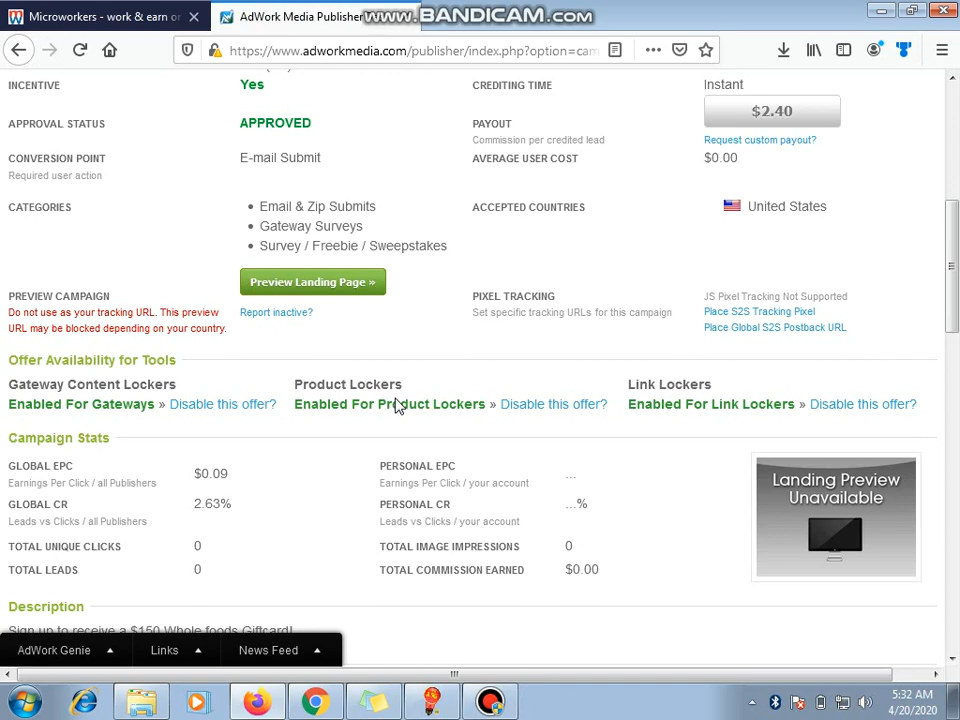 Microworkers - work & earn or
AdWork Media Publisher
www.BANDICAM.com
https://www.adworkmedia.com/publisher/index.php?option=cam
INCENTIVE
Yes
CREDITING TIME
Instant
APPROVAL STATUS
APPROVED
PAYOUT
Commission per credited lead
$2.40
Request custom payout?
CONVERSION POINT
Required user action
E-mail Submit
AVERAGE USER COST
$0.00
CATEGORIES
• Email & Zip Submits
• Gateway Surveys
• Survey / Freebie / Sweepstakes
ACCEPTED COUNTRIES
United States
PREVIEW CAMPAIGN
Do not use as your tracking URL. This preview
URL may be blocked depending on your country.
Preview Landing Page »
Report inactive?
PIXEL TRACKING
Set specific tracking URLs for this campaign
JS Pixel Tracking Not Supported
Place S2S Tracking Pixel
Place Global S2S Postback URL
Offer Availability for Tools
Gateway Content Lockers
Enabled For Gateways » Disable this offer?
Product Lockers
Enabled For Product Lockers » Disable this offer?
Link Lockers
Enabled For Link Lockers » Disable this offer?
Campaign Stats
GLOBAL EPC
Earnings Per Click / all Publishers
$0.09
PERSONAL EPC
Earnings Per Click / your account
...
GLOBAL CR
Leads vs Clicks / all Publishers
2.63%
PERSONAL CR
Leads vs Clicks / your account
...%
TOTAL UNIQUE CLICKS
0
TOTAL IMAGE IMPRESSIONS
0
TOTAL LEADS
0
TOTAL COMMISSION EARNED
$0.00
Landing Preview
Unavailable
Description
Sign up to receive a $150 Whole foods Giftcard!
AdWork Genie
Links
News Feed
5:32 AM
4/20/2020